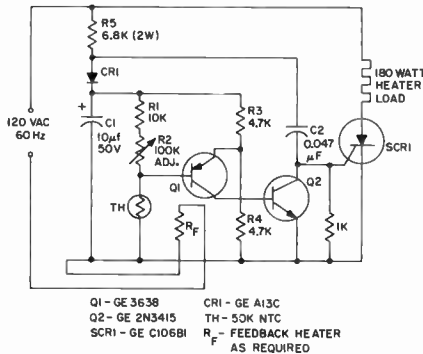 R5
6.8K (2W)
CR1
120 VAC
60 Hz
+
C1
10μf
50V
R1
10K
R2
100K
ADJ.
TH
Q1
R3
4.7K
R4
4.7K
RF
C2
0.047
μF
Q2
1K
180 WATT
HEATER
LOAD
SCR1
Q1 - GE 3638
Q2 - GE 2N3415
SCR1 - GE C106B1
CR1 - GE A13C
TH - 50K NTC
RF - FEEDBACK HEATER
AS REQUIRED